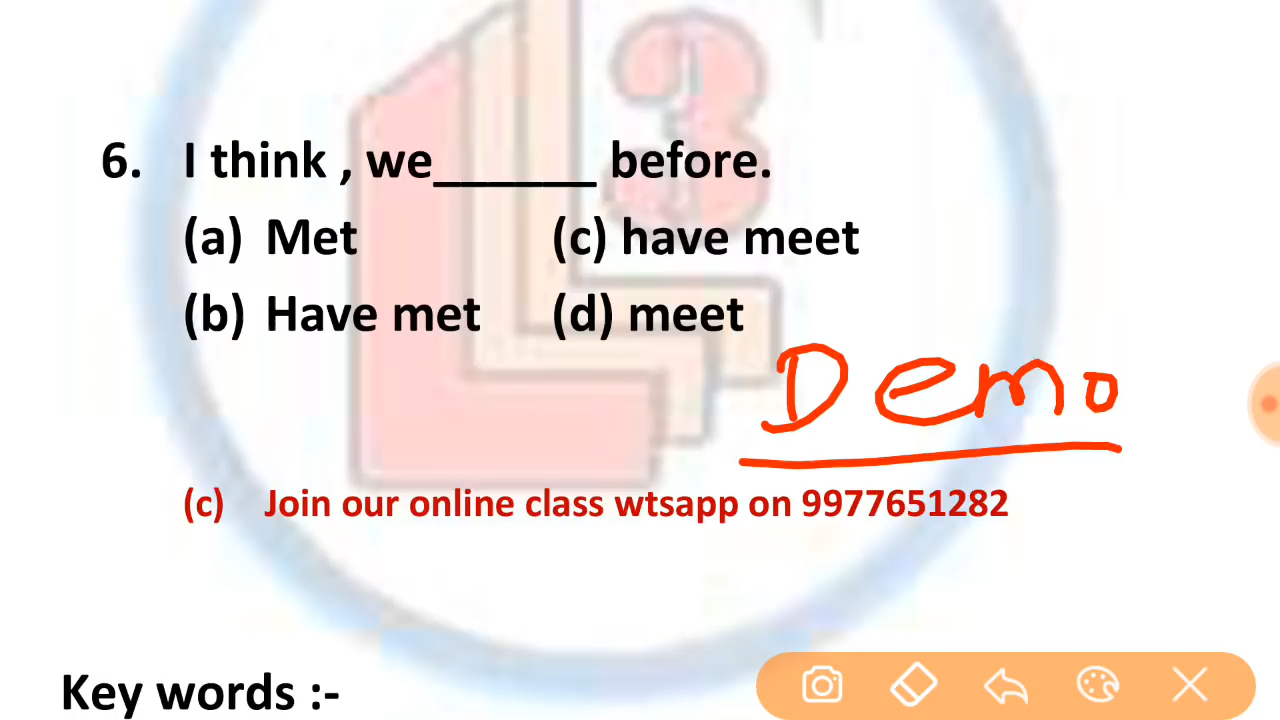 6. I think , we______ before.
(a) Met (c) have meet
(b) Have met (d) meet
Demo
(c) Join our online class wtsapp on 9977651282
Key words :-